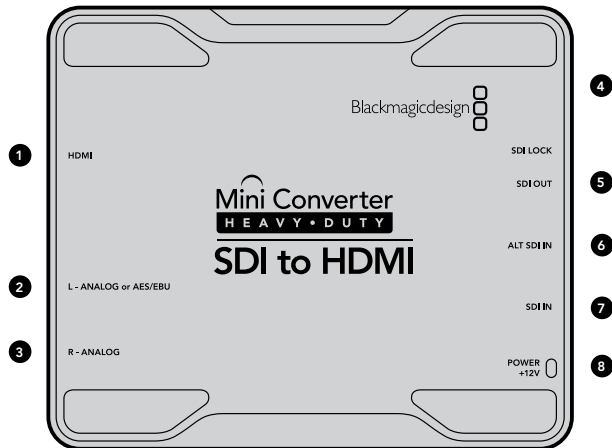 Blackmagicdesign
4
1
HDMI
SDI LOCK
SDI OUT
5
Mini Converter
HEAVY • DUTY
SDI to HDMI
ALT SDI IN
6
2
L - ANALOG or AES/EBU
SDI IN
7
3
R - ANALOG
POWER
+12V
8